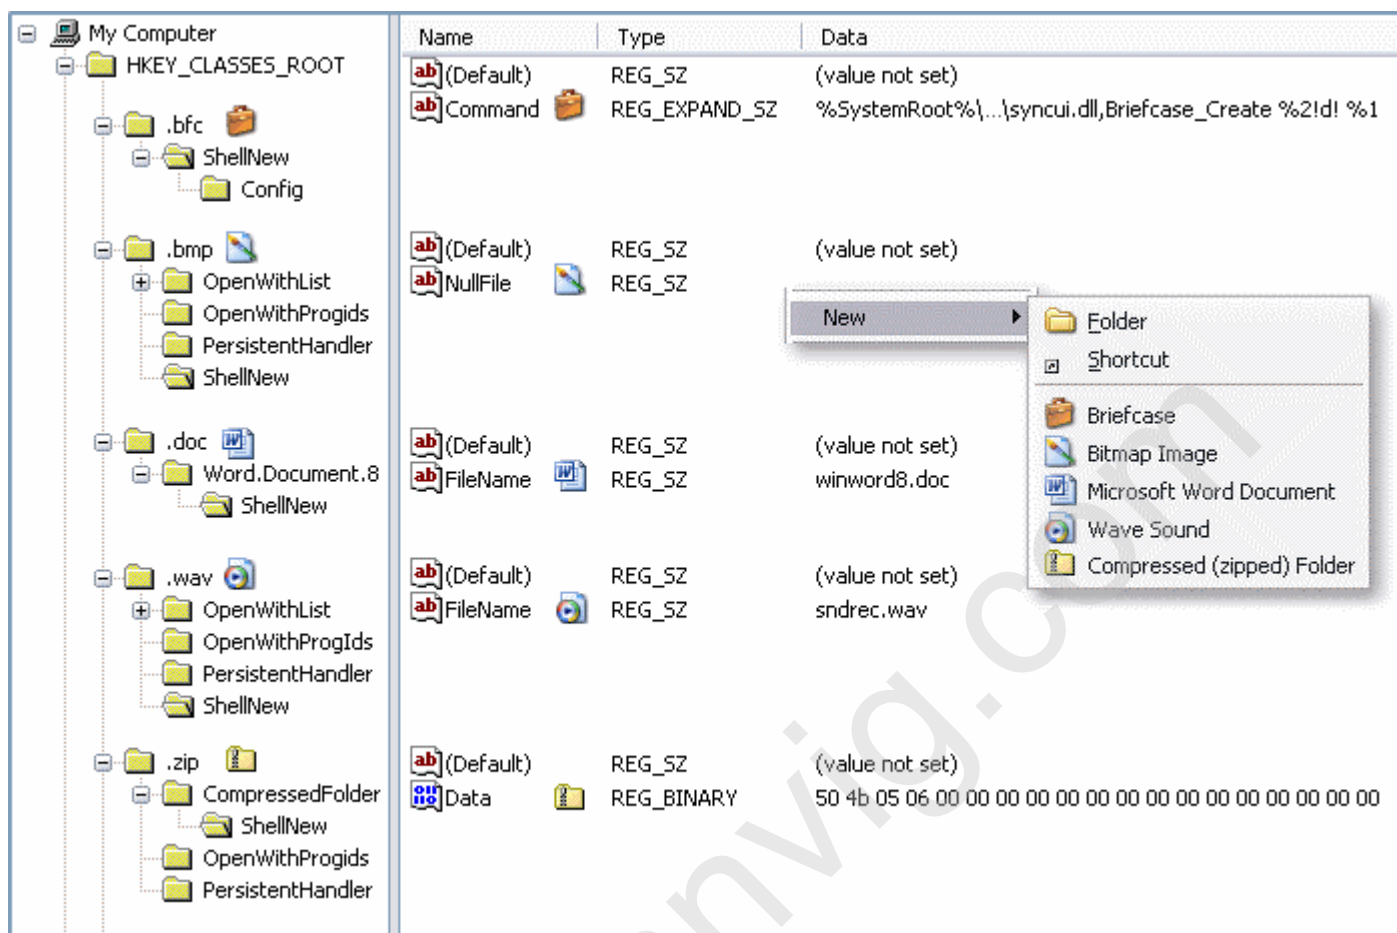 My Computer
HKEY_CLASSES_ROOT
.bfc
ShellNew
Config
.bmp
OpenWithList
OpenWithProgids
PersistentHandler
ShellNew
.doc
Word.Document.8
ShellNew
.wav
OpenWithList
OpenWithProgIds
PersistentHandler
ShellNew
.zip
CompressedFolder
ShellNew
OpenWithProgids
PersistentHandler
Name Type Data
(Default) REG_SZ (value not set)
Command REG_EXPAND_SZ %SystemRoot%\...\syncui.dll,Briefcase_Create %2!d! %1
(Default) REG_SZ (value not set)
NullFile REG_SZ
(Default) REG_SZ (value not set)
FileName REG_SZ winword8.doc
(Default) REG_SZ (value not set)
FileName REG_SZ sndrec.wav
(Default) REG_SZ (value not set)
Data REG_BINARY 50 4b 05 06 00 00 00 00 00 00 00 00 00 00 00 00 00 00 00
New
Folder
Shortcut
Briefcase
Bitmap Image
Microsoft Word Document
Wave Sound
Compressed (zipped) Folder